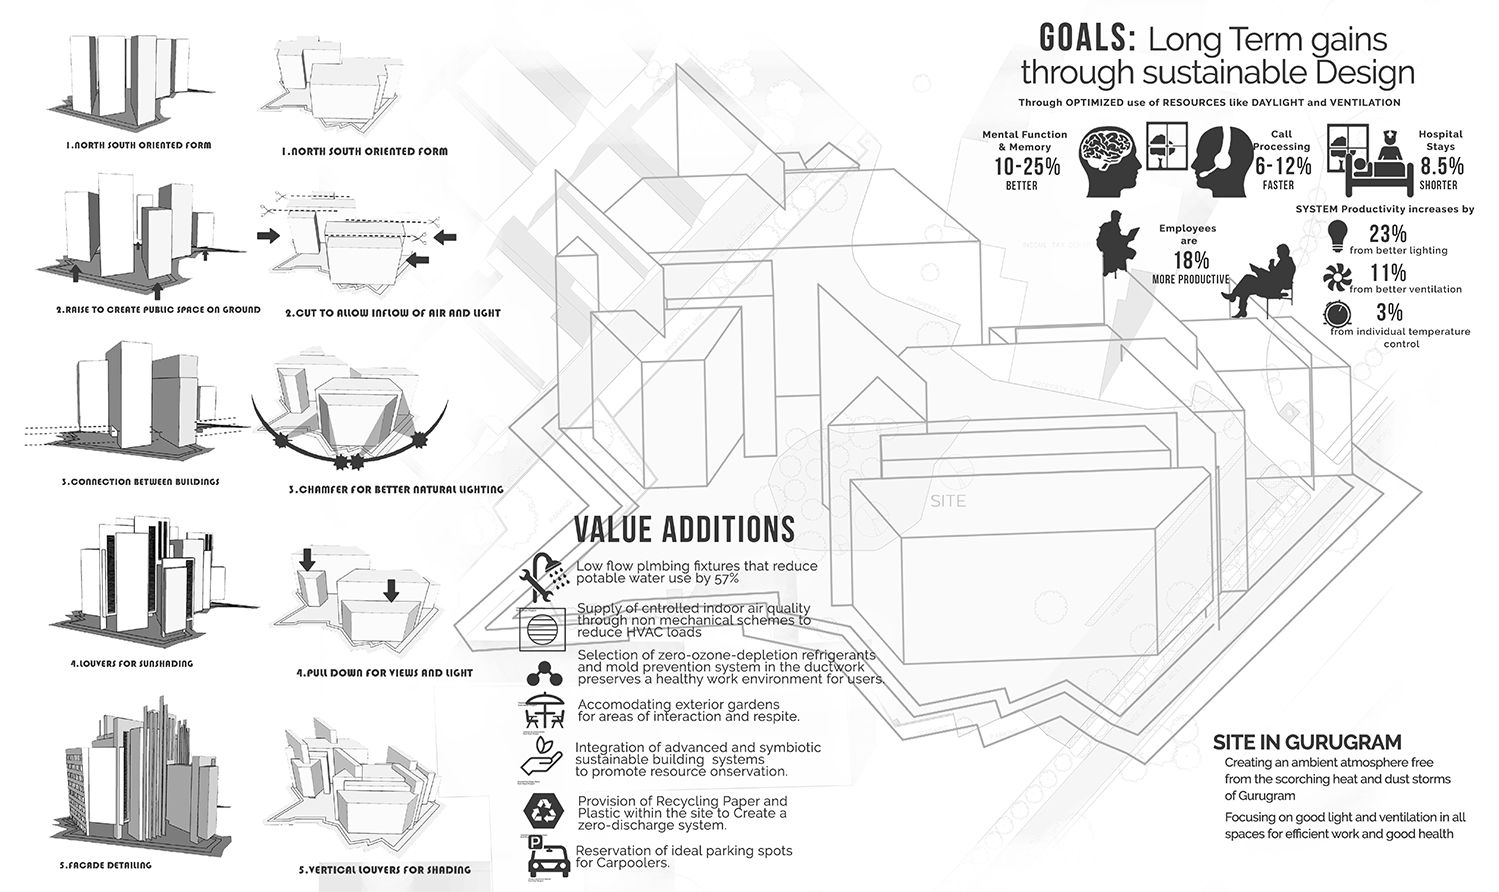 1.NORTH SOUTH ORIENTED FORM
2.RAISE TO CREATE PUBLIC SPACE ON GROUND
3.CONNECTION BETWEEN BUILDINGS
4.LOUVERS FOR SUNSHADING
5.FACADE DETAILING
1.NORTH SOUTH ORIENTED FORM
2.CUT TO ALLOW INFLOW OF AIR AND LIGHT
3.CHAMFER FOR BETTER NATURAL LIGHTING
4.PULL DOWN FOR VIEWS AND LIGHT
5.VERTICAL LOUVERS FOR SHADING
SITE
VALUE ADDITIONS
Low flow plmbing fixtures that reduce
potable water use by 57%
Supply of cntrolled indoor air quality
through non mechanical schemes to
reduce HVAC loads
Selection of zero-ozone-depletion refrigerants
and mold prevention system in the ductwork
preserves a healthy work environment for users.
Accomodating exterior gardens
for areas of interaction and respite.
Integration of advanced and symbiotic
sustainable building systems
to promote resource onservation.
Provision of Recycling Paper and
Plastic within the site to Create a
zero-discharge system.
P
Reservation of ideal parking spots
for Carpoolers.
GOALS: Long Term gains
through sustainable Design
Through OPTIMIZED use of RESOURCES like DAYLIGHT and VENTILATION
Mental Function
& Memory
10-25%
BETTER
Call
Processing
6-12%
FASTER
Hospital
Stays
8.5%
SHORTER
Employees
are
18%
MORE PRODUCTIVE
SYSTEM Productivity increases by
23%
from better lighting
11%
from better ventilation
3%
from individual temperature
control
SITE IN GURUGRAM
Creating an ambient atmosphere free
from the scorching heat and dust storms
of Gurugram
Focusing on good light and ventilation in all
spaces for efficient work and good health